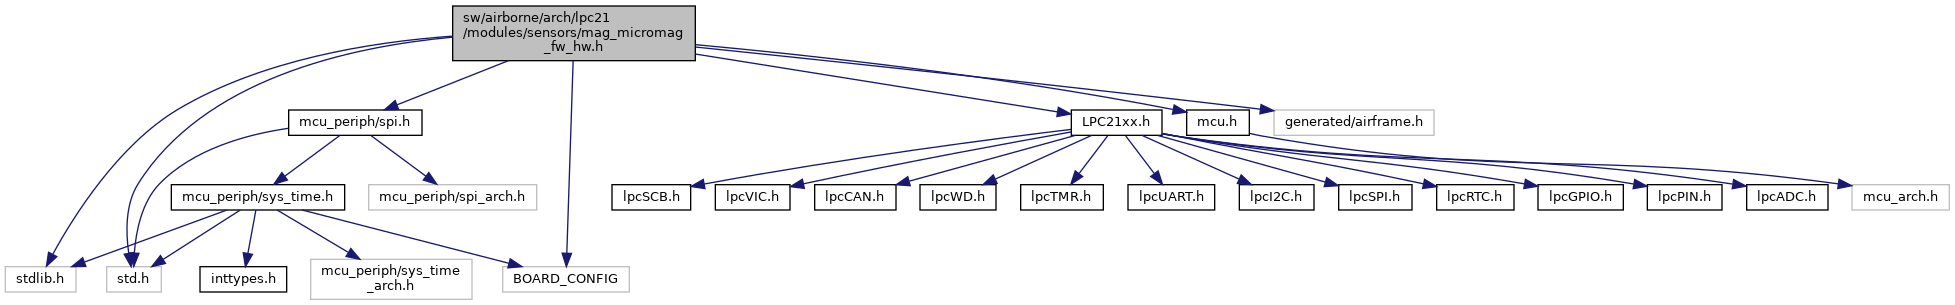 sw/airborne/arch/lpc21
/modules/sensors/mag_micromag
_fw_hw.h
mcu_periph/spi.h
LPC21xx.h
mcu.h
generated/airframe.h
mcu_periph/sys_time.h
mcu_periph/spi_arch.h
lpcSCB.h
lpcVIC.h
lpcCAN.h
lpcWD.h
lpcTMR.h
lpcUART.h
lpcI2C.h
lpcSPI.h
lpcRTC.h
lpcGPIO.h
lpcPIN.h
lpcADC.h
mcu_arch.h
stdlib.h
std.h
inttypes.h
mcu_periph/sys_time
_arch.h
BOARD_CONFIG